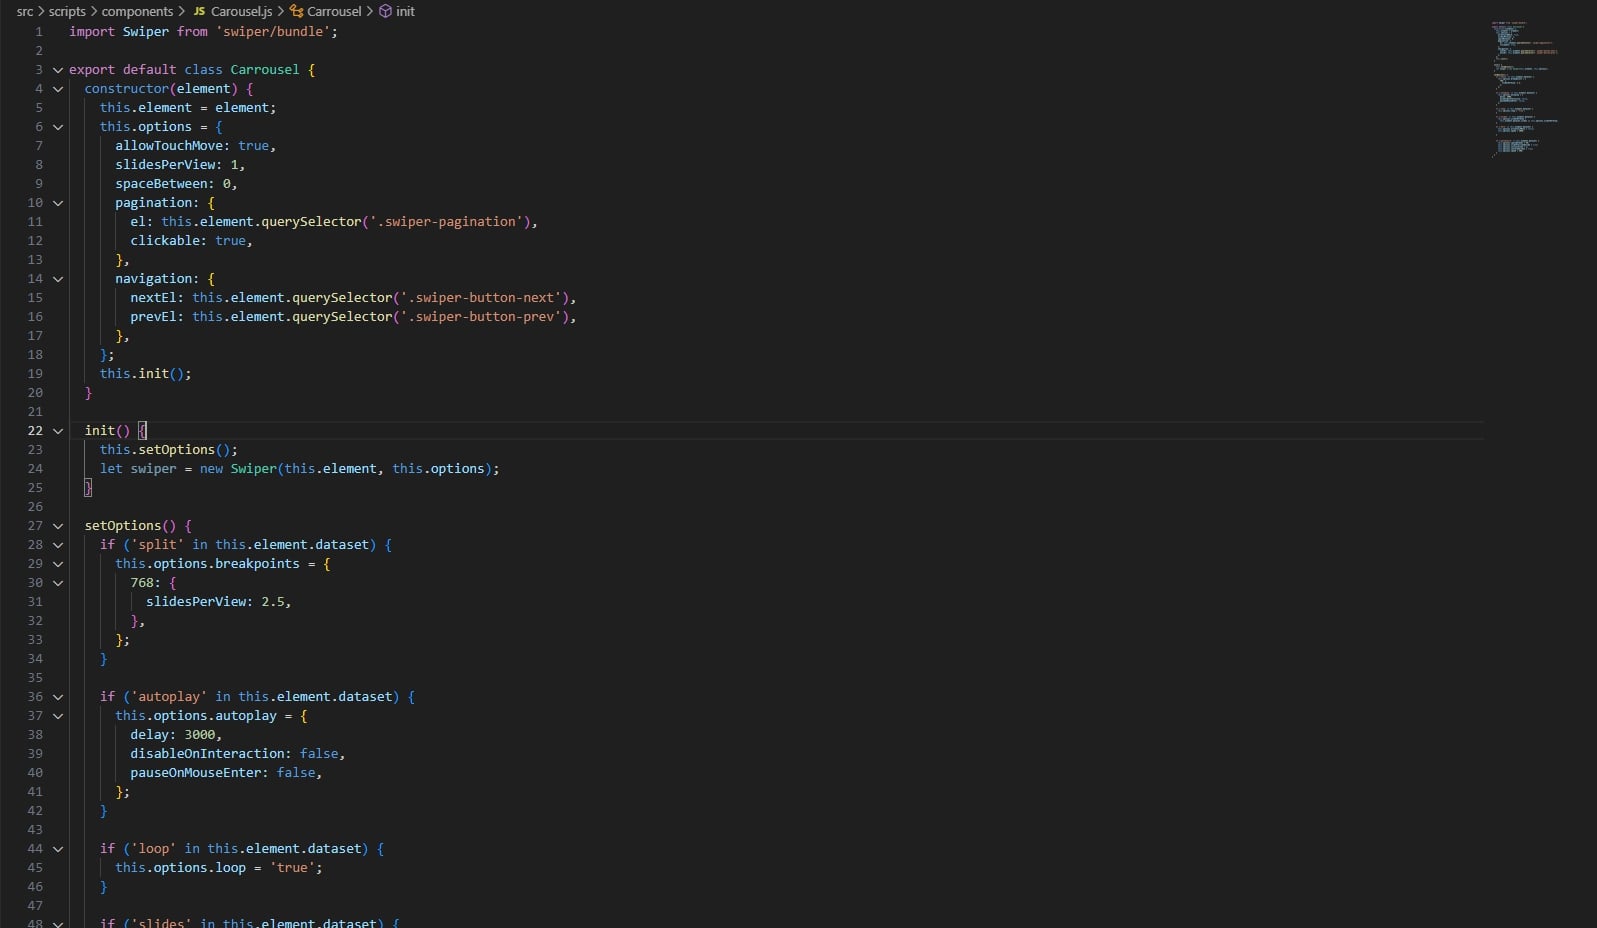 src > scripts > components > JS Carousel.js > Carrousel > init
1 import Swiper from 'swiper/bundle';
2
3 export default class Carrousel {
4 constructor(element) {
5 this.element = element;
6 this.options = {
7 allowTouchMove: true,
8 slidesPerView: 1,
9 spaceBetween: 0,
10 pagination: {
11 el: this.element.querySelector('.swiper-pagination'),
12 clickable: true,
13 },
14 navigation: {
15 nextEl: this.element.querySelector('.swiper-button-next'),
16 prevEl: this.element.querySelector('.swiper-button-prev'),
17 },
18 };
19 this.init();
20 }
21
22 init() {
23 this.setOptions();
24 let swiper = new Swiper(this.element, this.options);
25 }
26
27 setOptions() {
28 if ('split' in this.element.dataset) {
29 this.options.breakpoints = {
30 768: {
31 slidesPerView: 2.5,
32 },
33 };
34 }
35
36 if ('autoplay' in this.element.dataset) {
37 this.options.autoplay = {
38 delay: 3000,
39 disableOnInteraction: false,
40 pauseOnMouseEnter: false,
41 };
42 }
43
44 if ('loop' in this.element.dataset) {
45 this.options.loop = 'true';
46 }
47
48 if ('slides' in this.element.dataset) {